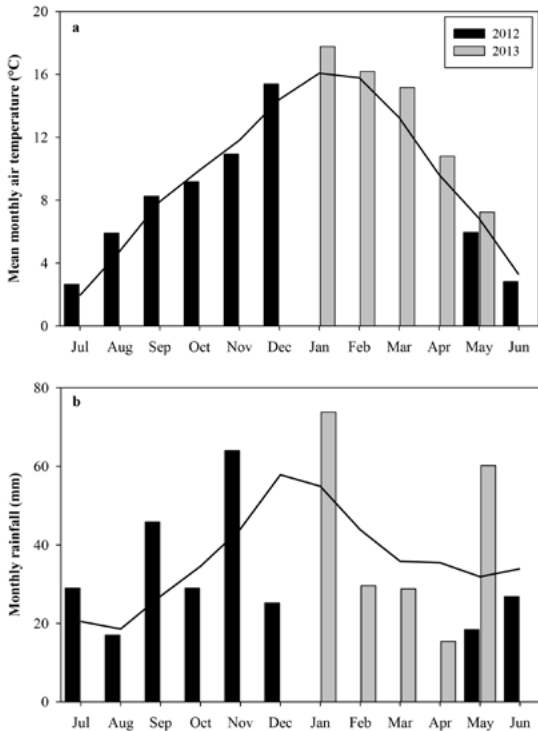 a
2012
2013
Mean monthly air temperature (°C)
20
16
12
8
4
0
Jul Aug Sep Oct Nov Dec Jan Feb Mar Apr May Jun
b
Monthly rainfall (mm)
80
60
40
20
0
Jul Aug Sep Oct Nov Dec Jan Feb Mar Apr May Jun